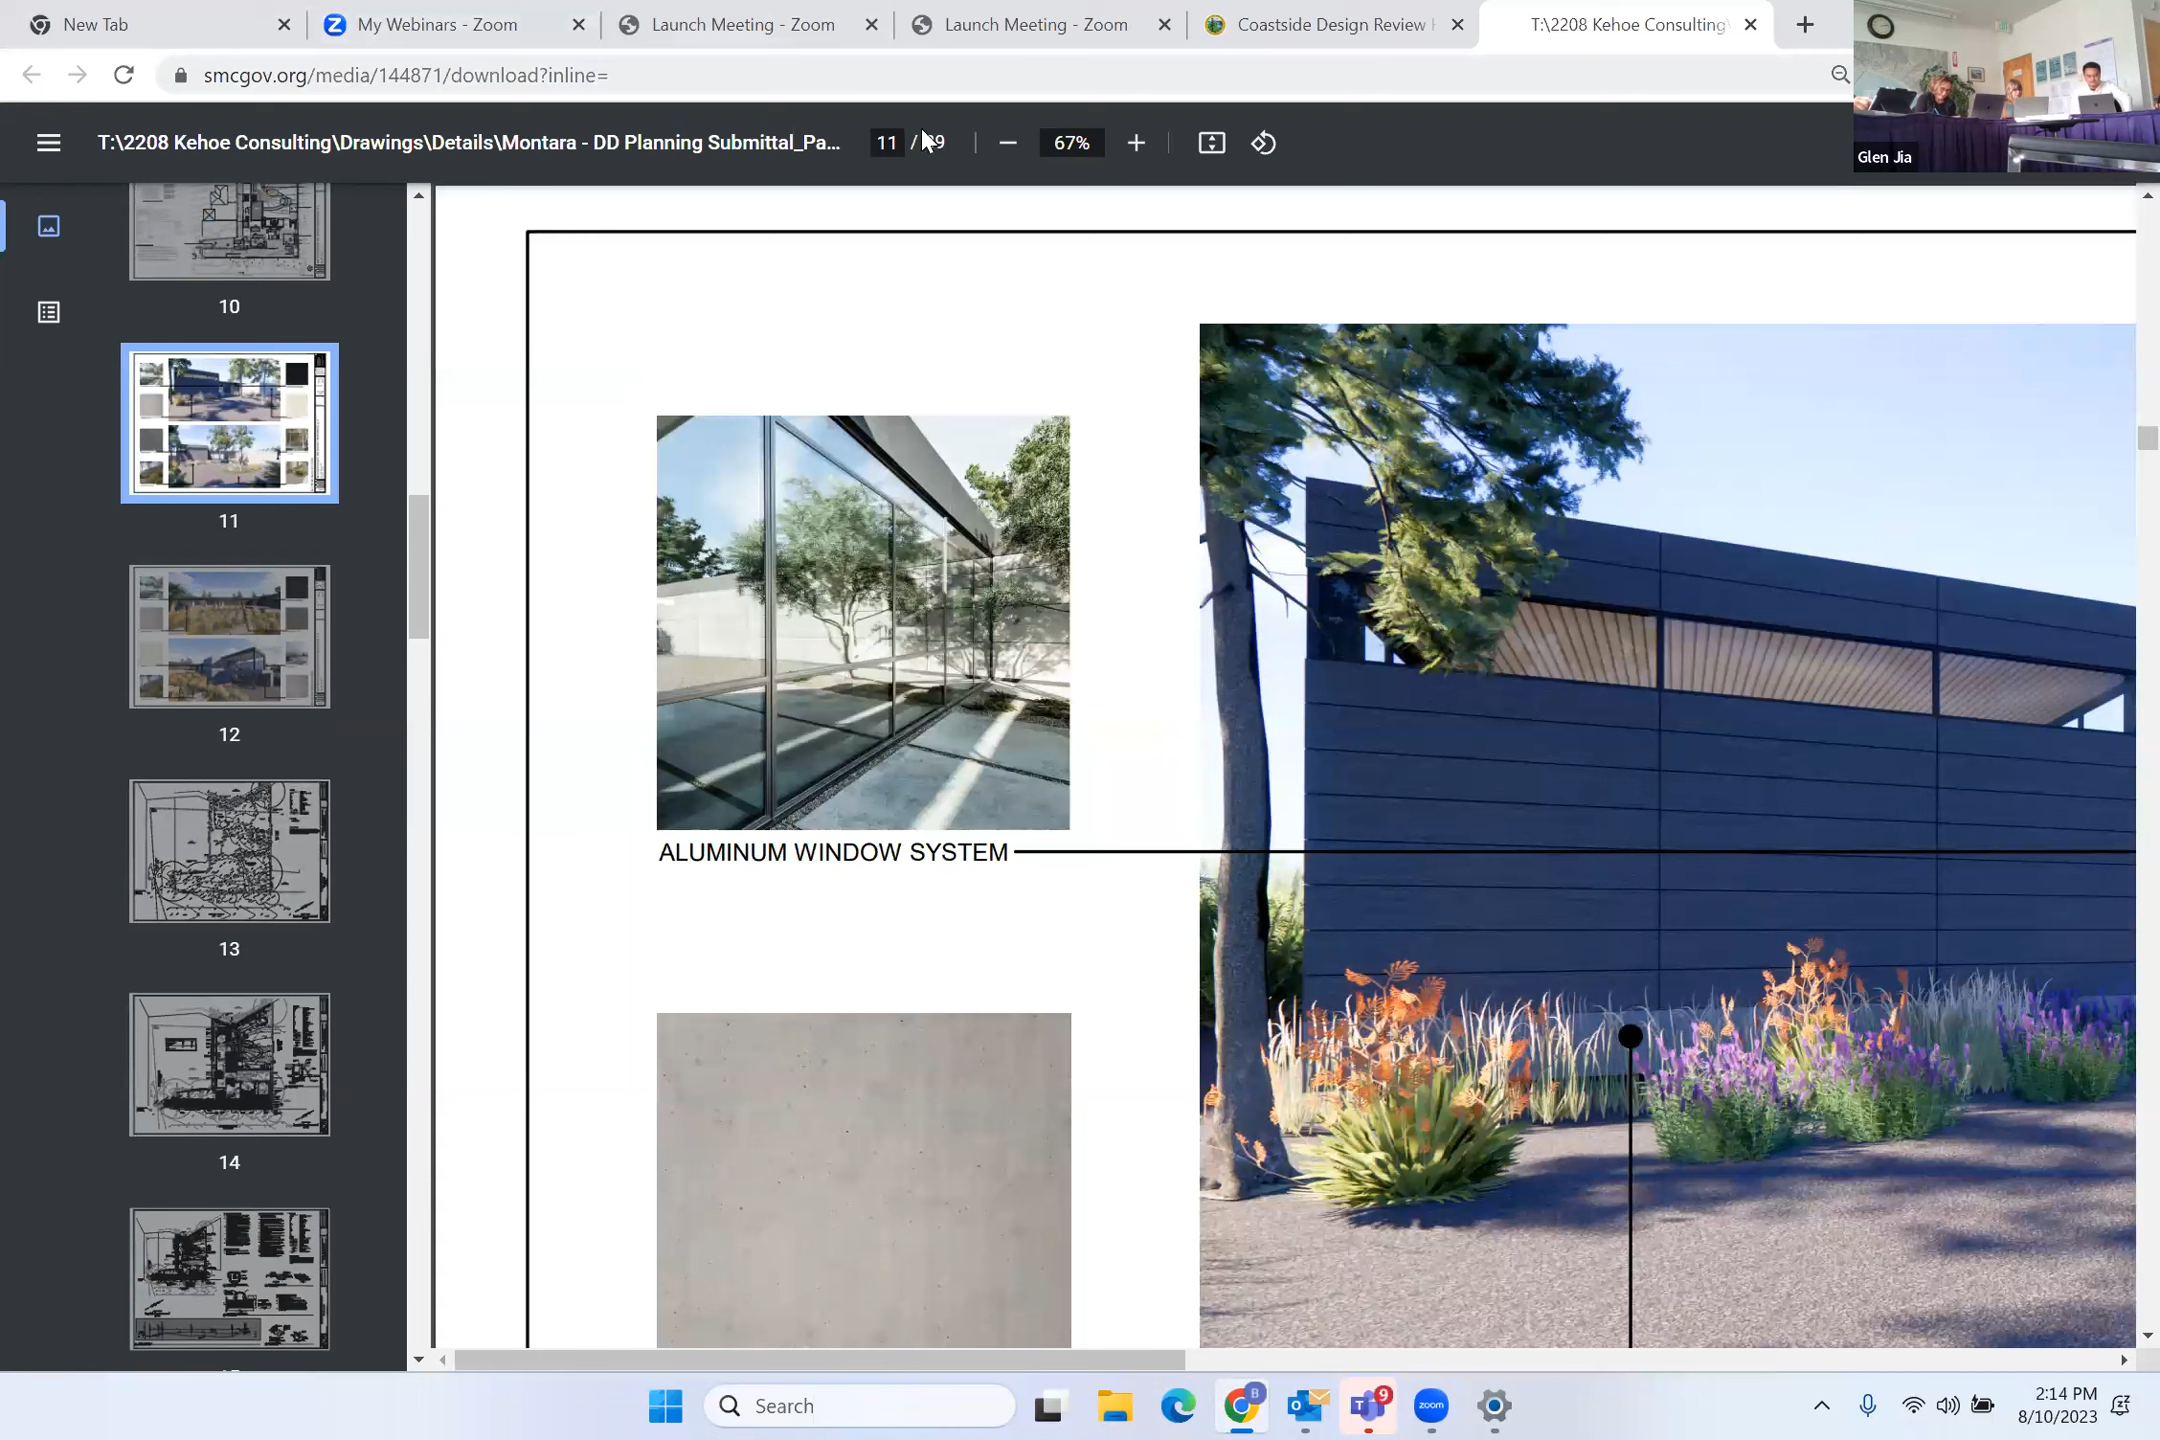 New Tab
My Webinars - Zoom
Launch Meeting - Zoom
Launch Meeting - Zoom
Coastside Design Review
T:\2208 Kehoe Consulting\
smcgov.org/media/144871/download?inline=
T:\2208 Kehoe Consulting\Drawings\Details\Montara - DD Planning Submittal_Pa...
11 /
67%
Glen Jia
10
11
12
13
14
ALUMINUM WINDOW SYSTEM
Search
B
9
zoom
2:14 PM
8/10/2023